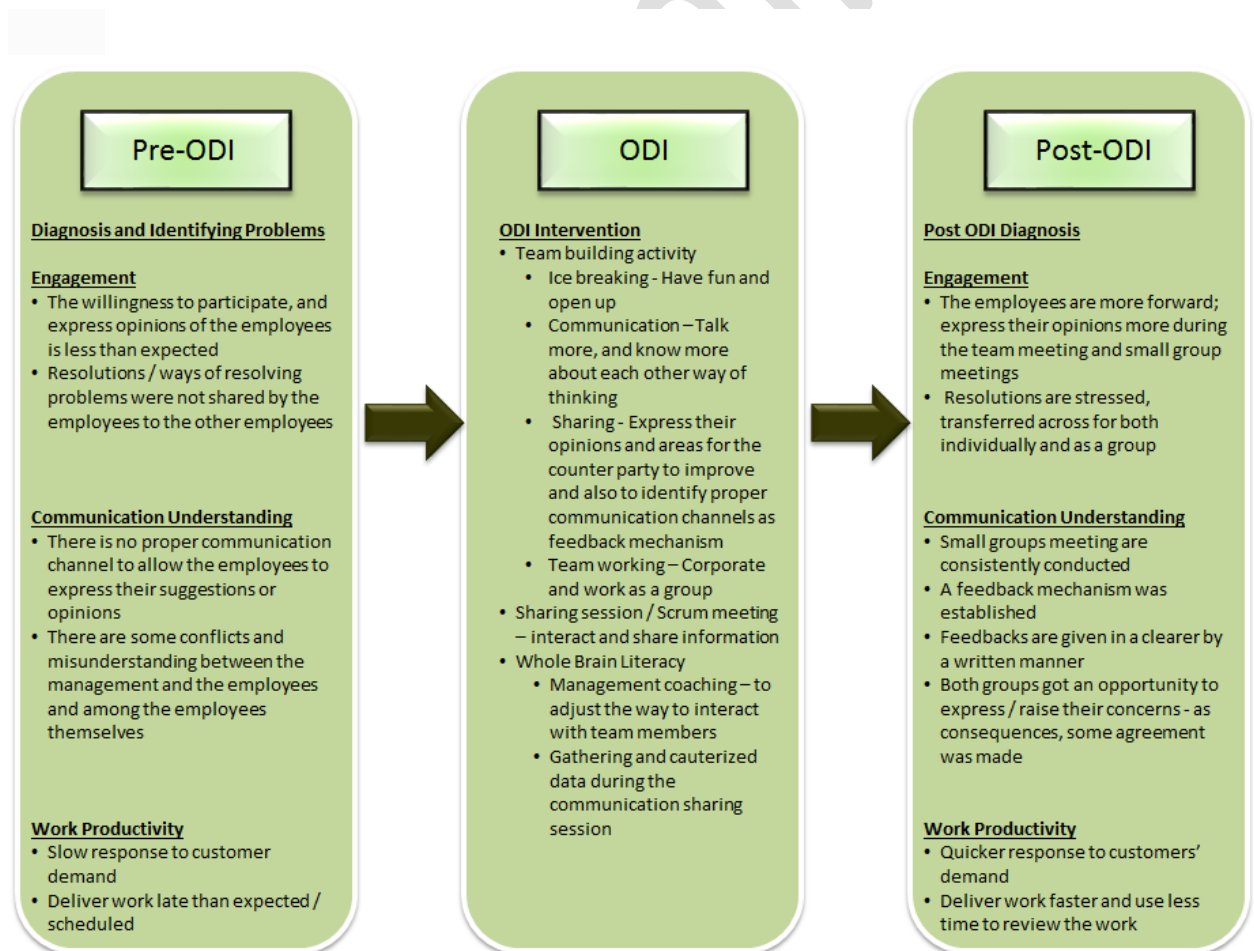 Pre-ODI
Diagnosis and Identifying Problems
Engagement
• The willingness to participate, and
express opinions of the employees
is less than expected
• Resolutions / ways of resolving
problems were not shared by the
employees to the other employees
Communication Understanding
• There is no proper communication
channel to allow the employees to
express their suggestions or
opinions
• There are some conflicts and
misunderstanding between the
management and the employees
and among the employees
themselves
Work Productivity
• Slow response to customer
demand
• Deliver work late than expected /
scheduled
ODI
ODI Intervention
• Team building activity
• Ice breaking - Have fun and
open up
• Communication – Talk
more, and know more
about each other way of
thinking
• Sharing - Express their
opinions and areas for the
counter party to improve
and also to identify proper
communication channels as
feedback mechanism
• Team working – Corporate
and work as a group
• Sharing session / Scrum meeting
– interact and share information
• Whole Brain Literacy
• Management coaching – to
adjust the way to interact
with team members
• Gathering and cauterized
data during the
communication sharing
session
Post-ODI
Post ODI Diagnosis
Engagement
• The employees are more forward;
express their opinions more during
the team meeting and small group
meetings
• Resolutions are stressed,
transferred across for both
individually and as a group
Communication Understanding
• Small groups meeting are
consistently conducted
• A feedback mechanism was
established
• Feedbacks are given in a clearer by
a written manner
• Both groups got an opportunity to
express / raise their concerns - as
consequences, some agreement
was made
Work Productivity
• Quicker response to customers’
demand
• Deliver work faster and use less
time to review the work